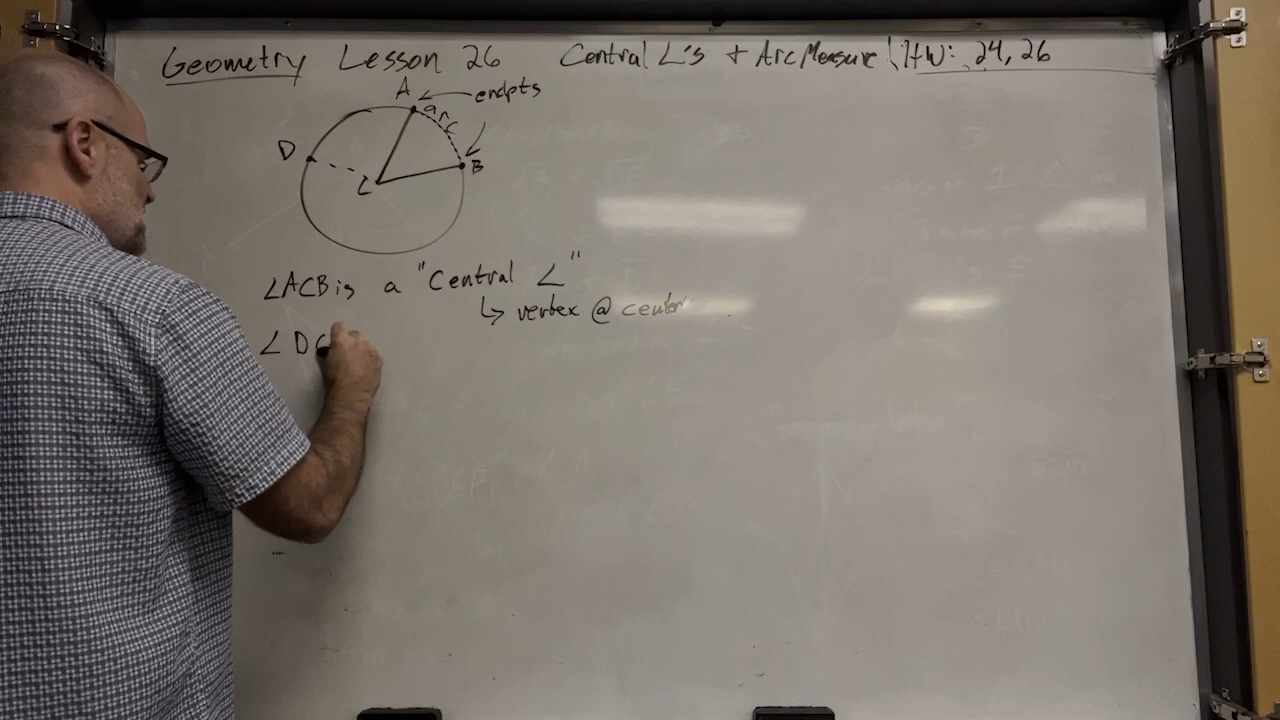 Geometry Lesson 26 Central ∠'s + Arc Measure HW: 24, 26
A endpts
arc
D
B
C
∠ACB is a "Central ∠"
↳ vertex @ center
∠DC